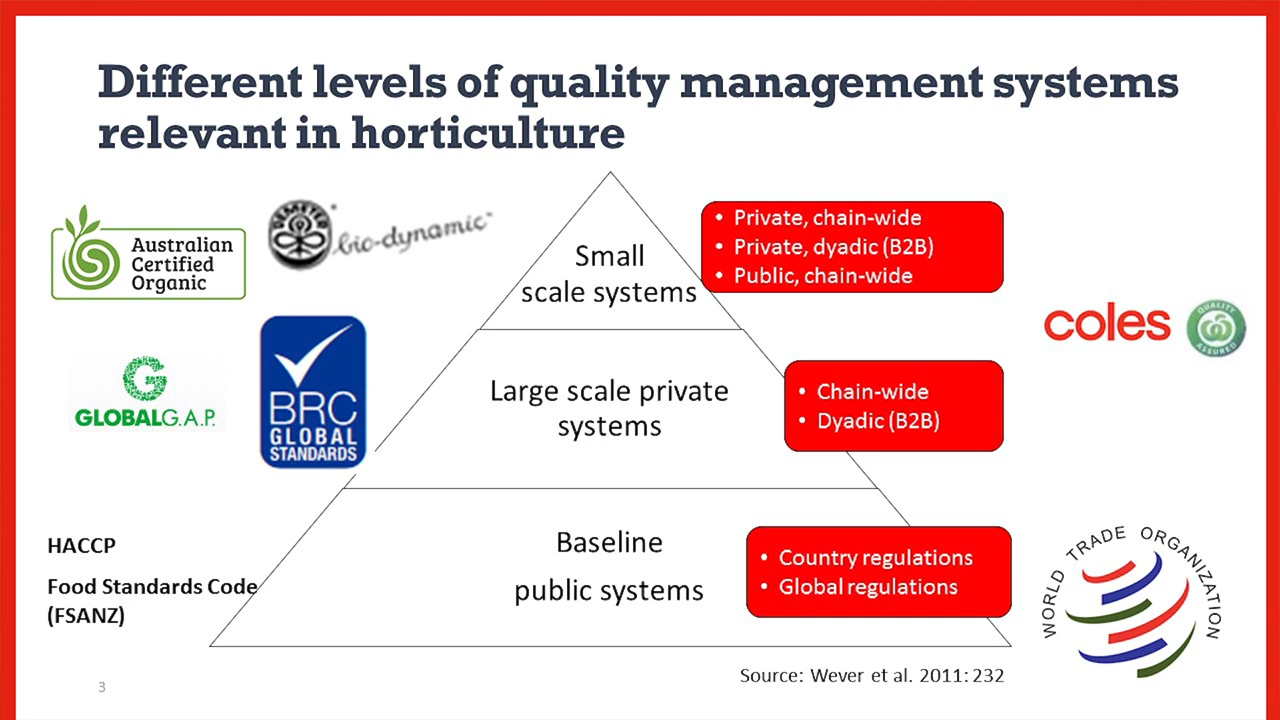 Different levels of quality management systems
relevant in horticulture
Australian
Certified
Organic
DEMETER
bio-dynamic™
Small
scale systems
• Private, chain-wide
• Private, dyadic (B2B)
• Public, chain-wide
coles
QUALITY
ASSURED
GLOBALG.A.P.
BRC
GLOBAL
STANDARDS
Large scale private
systems
• Chain-wide
• Dyadic (B2B)
HACCP
Food Standards Code
(FSANZ)
Baseline
public systems
• Country regulations
• Global regulations
WORLD TRADE ORGANIZATION
Source: Wever et al. 2011: 232
3